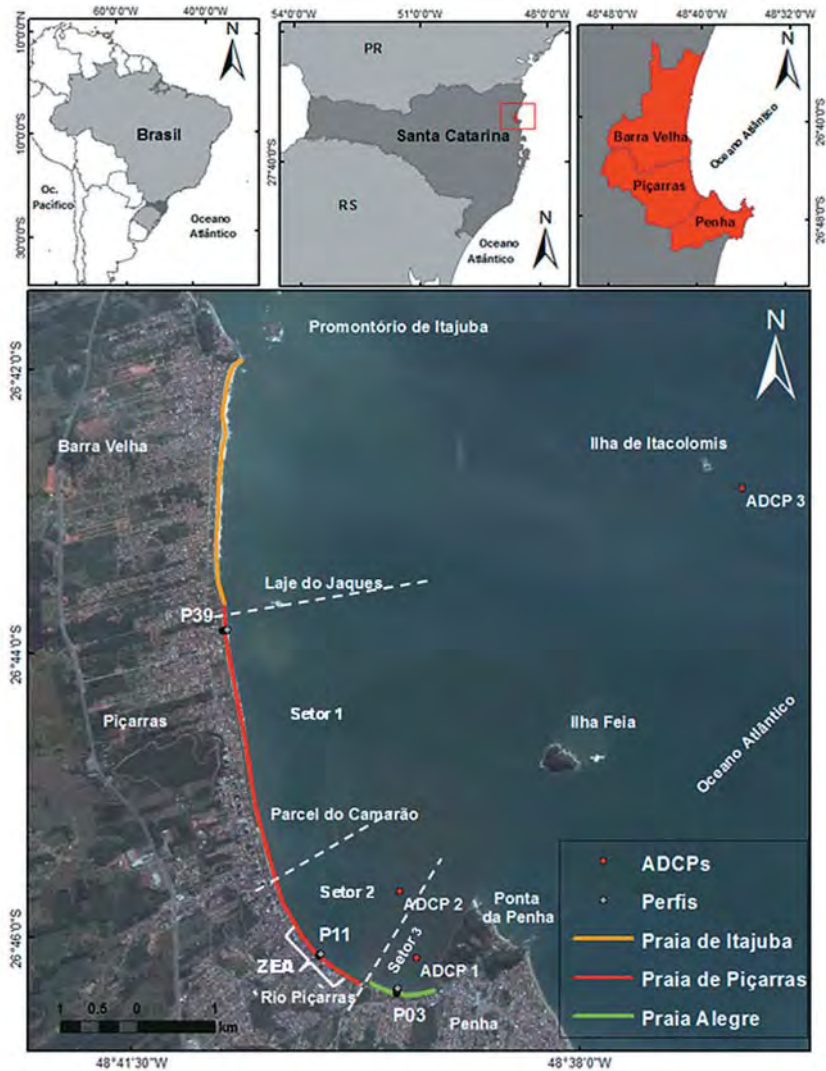 60°0'0"O
40°0'0"O
10°0'0"N
10°0'0"S
30°0'0"S
N
Brasil
Oc.
Pacífico
Oceano
Atlântico
54°0'0"O
51°0'0"O
48°0'0"O
27°40'0"S
PR
Santa Catarina
RS
Oceano
Atlântico
N
48°48'0"O
48°40'0"O
48°32'0"O
26°40'0"S
26°48'0"S
N
Barra Velha
Piçarras
Penha
Oceano Atlântico
26°42'0"S
26°44'0"S
26°46'0"S
Promontório de Itajuba
N
Barra Velha
Ilha de Itacolomis
ADCP 3
Laje do Jaques
P39
Piçarras
Setor 1
Ilha Feia
Oceano Atlântico
Parcel do Camarão
Setor 2
ADCP 2
Ponta
da Penha
P11
Setor 3
ADCP 1
ZEA
Rio Piçarras
P03
Penha
1 0.5 0 1
km
ADCPs
Perfis
Praia de Itajuba
Praia de Piçarras
Praia Alegre
48°41'30"O
48°38'0"O